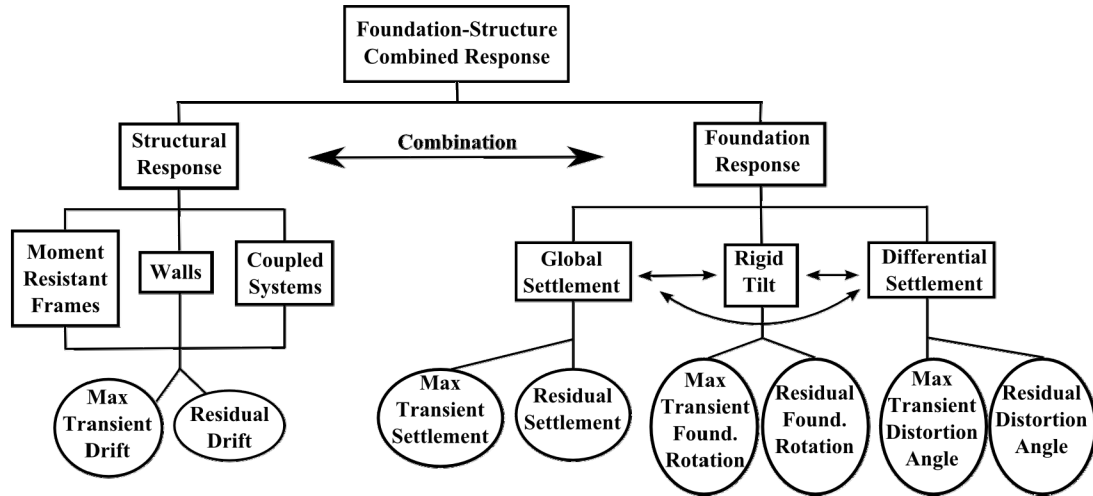 Foundation-Structure
Combined Response
Structural
Response
Combination
Foundation
Response
Moment
Resistant
Frames
Walls
Coupled
Systems
Global
Settlement
Rigid
Tilt
Differential
Settlement
Max
Transient
Drift
Residual
Drift
Max
Transient
Settlement
Residual
Settlement
Max
Transient
Found.
Rotation
Residual
Found.
Rotation
Max
Transient
Distortion
Angle
Residual
Distortion
Angle